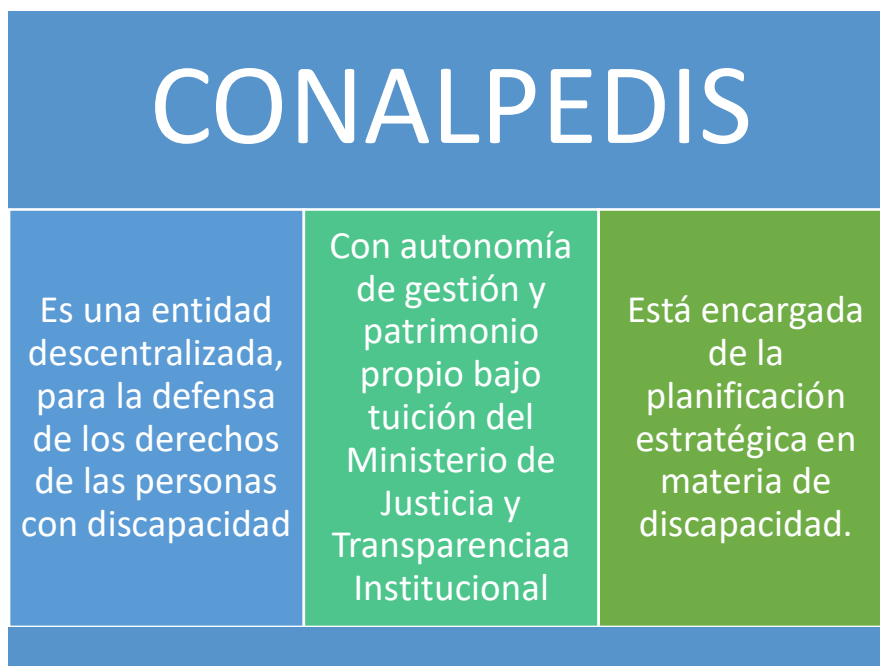 CONALPEDIS
Es una entidad
descentralizada,
para la defensa
de los derechos
de las personas
con discapacidad
Con autonomía
de gestión y
patrimonio
propio bajo
tuición del
Ministerio de
Justicia y
Transparenciaa
Institucional
Está encargada
de la
planificación
estratégica en
materia de
discapacidad.